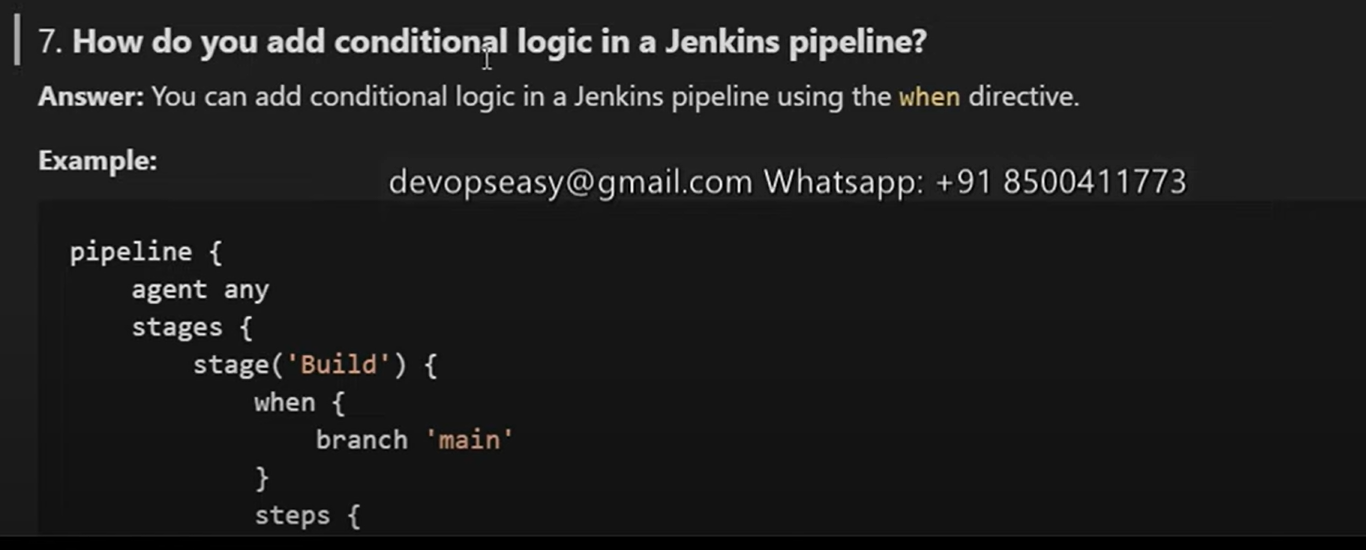 7. How do you add conditional logic in a Jenkins pipeline?
Answer: You can add conditional logic in a Jenkins pipeline using the when directive.
Example:
devopseasy@gmail.com Whatsapp: +91 8500411773
pipeline {
    agent any
    stages {
        stage('Build') {
            when {
                branch 'main'
            }
            steps {